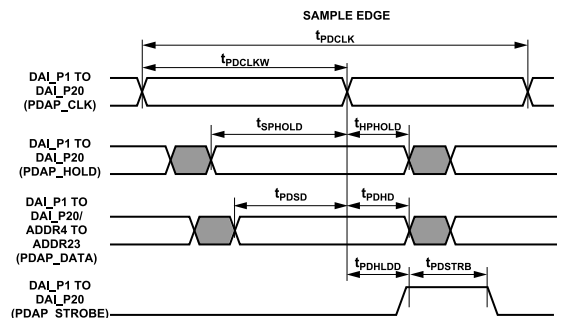 SAMPLE EDGE
tPDCLK
tPDCLKW
DAI_P1 TO
DAI_P20
(PDAP_CLK)
tSPHOLD
tHPHOLD
DAI_P1 TO
DAI_P20
(PDAP_HOLD)
tPDSD
tPDHD
DAI_P1 TO
DAI_P20/
ADDR4 TO
ADDR23
(PDAP_DATA)
tPDHLDD
tPDSTRB
DAI_P1 TO
DAI_P20
(PDAP_STROBE)